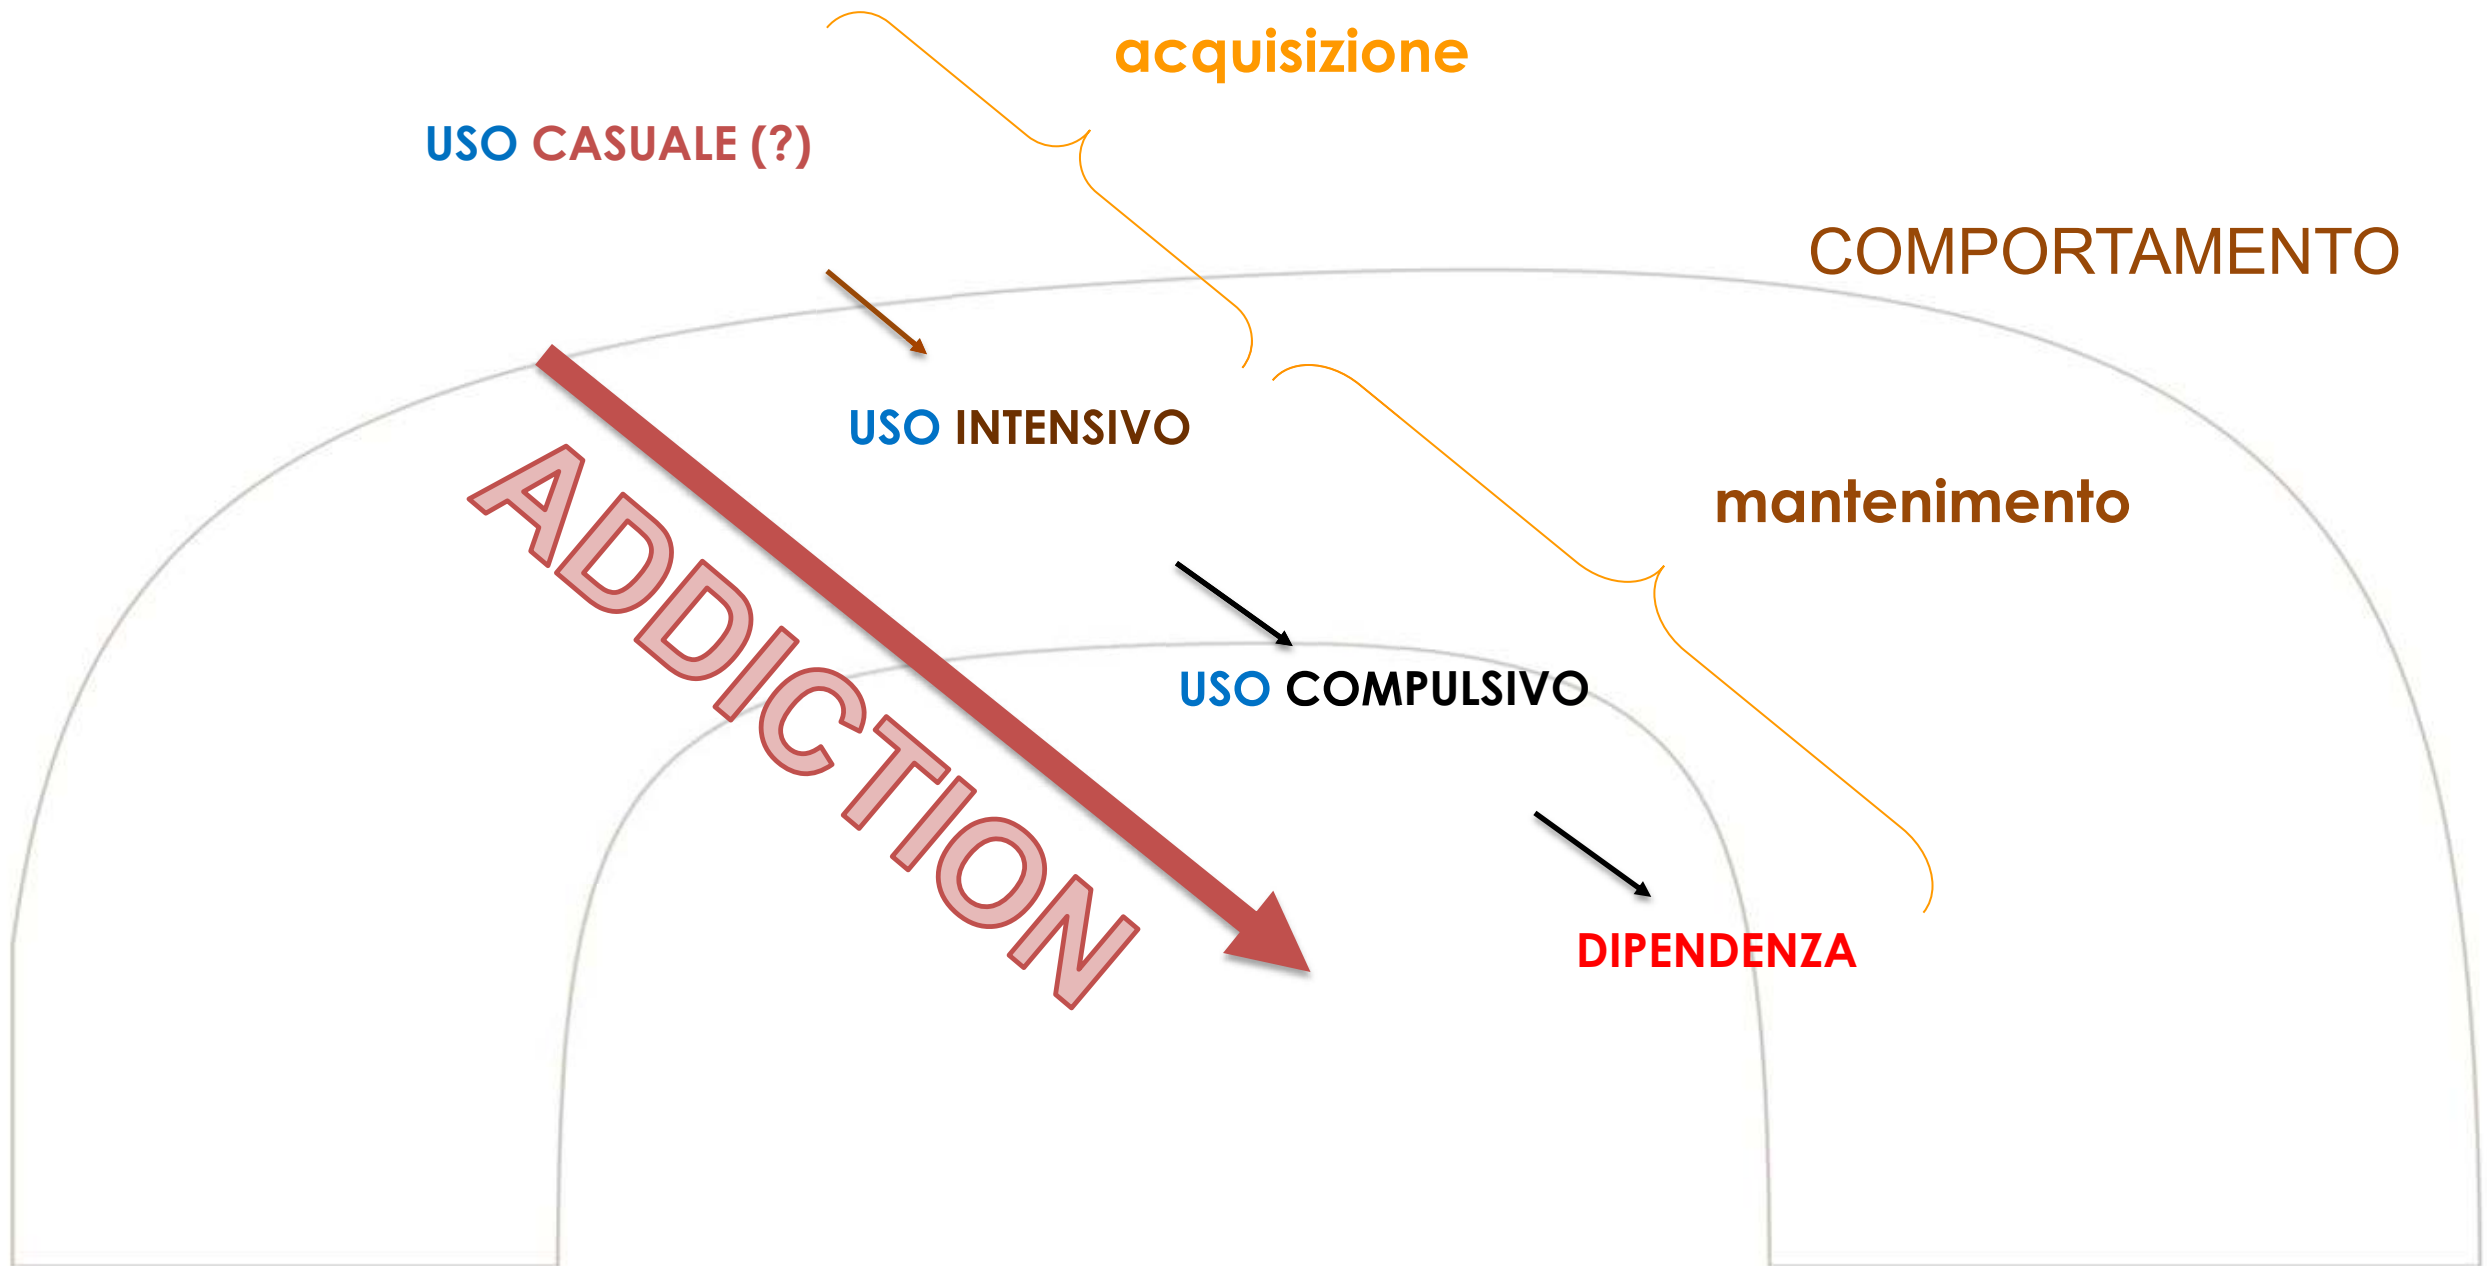 acquisizione
USO CASUALE (?)
COMPORTAMENTO
USO INTENSIVO
mantenimento
ADDICTION
USO COMPULSIVO
DIPENDENZA